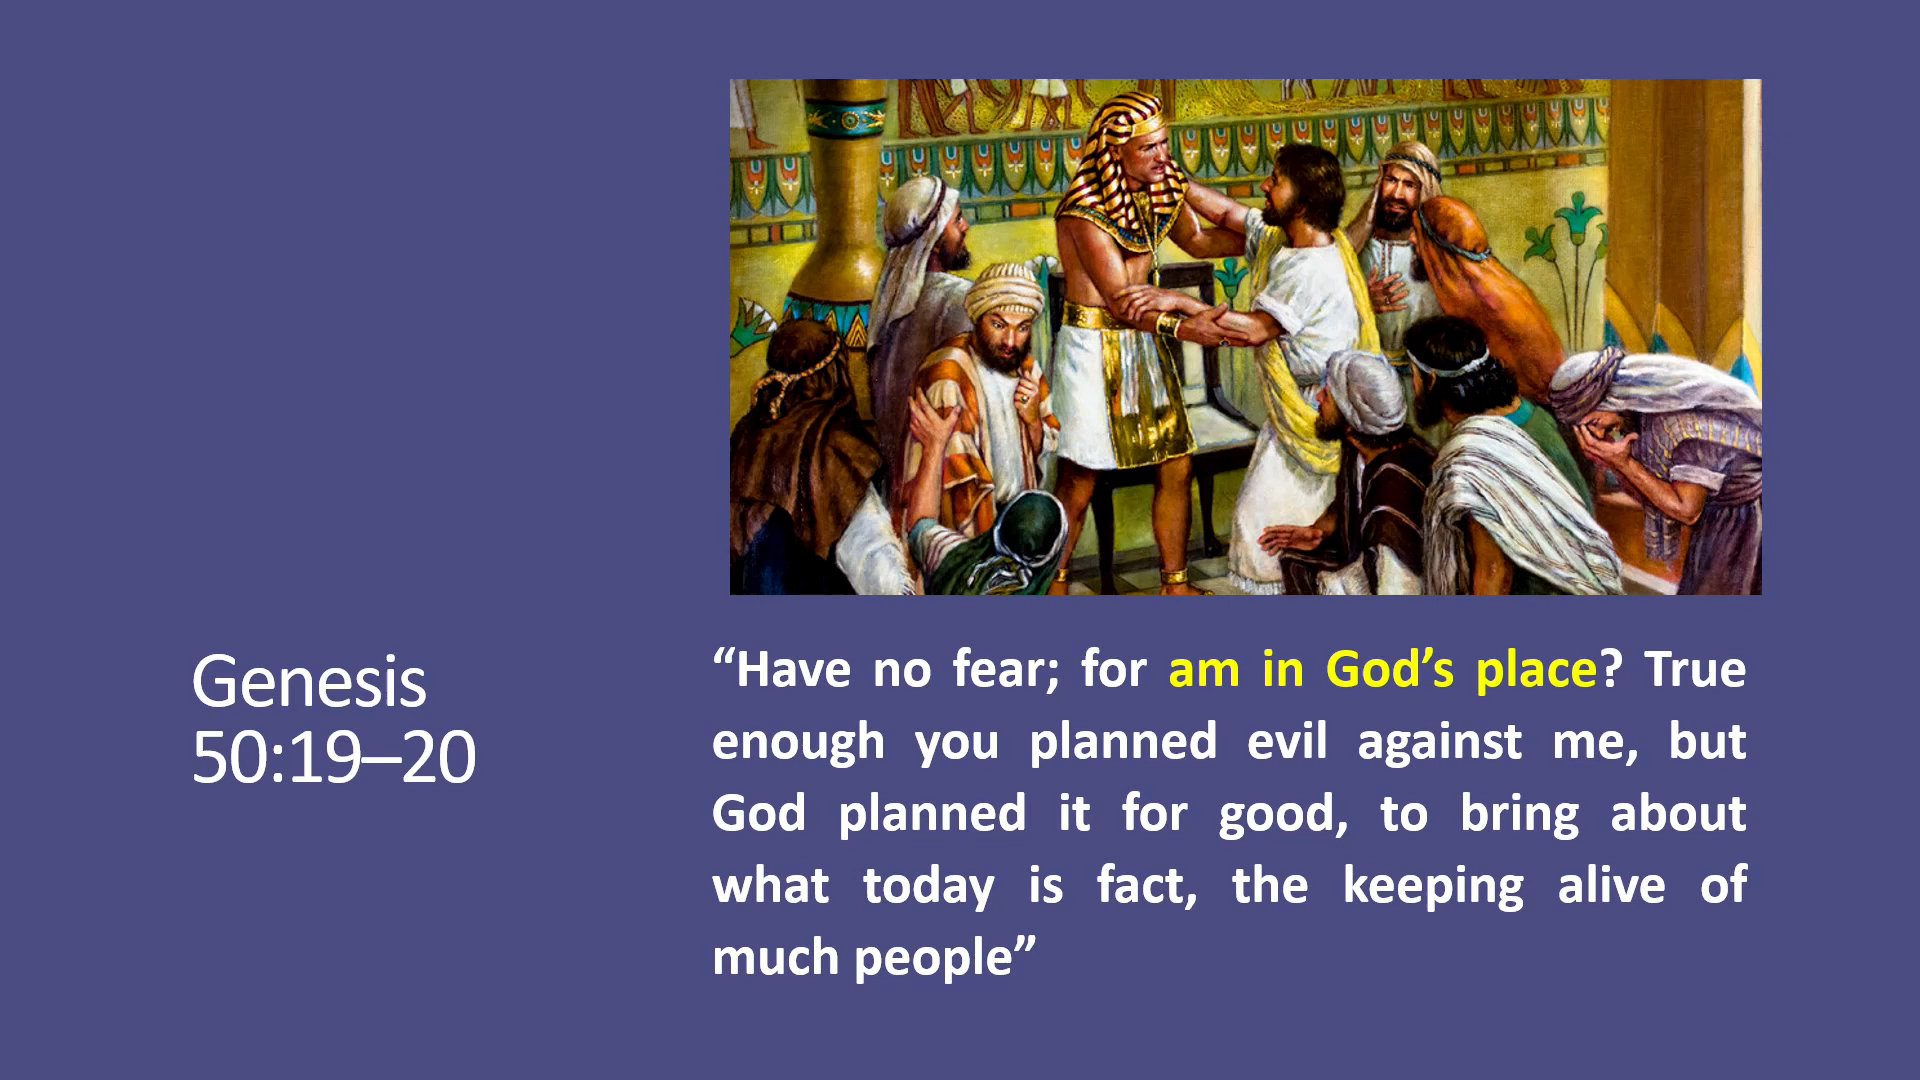 Genesis
50:19–20
“Have no fear; for am in God’s place? True
enough you planned evil against me, but
God planned it for good, to bring about
what today is fact, the keeping alive of
much people”